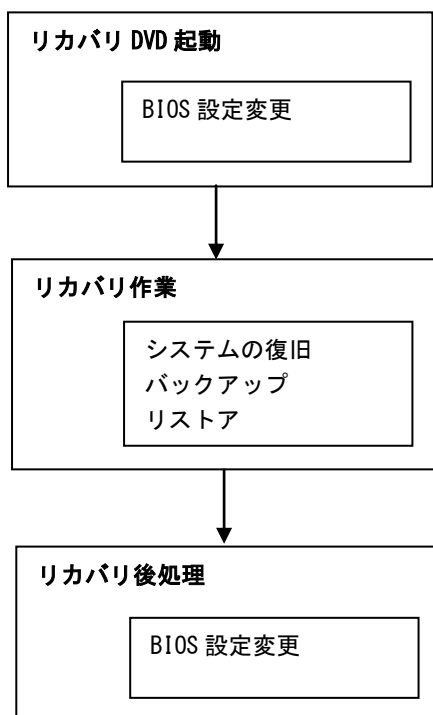 リカバリ DVD 起動
BIOS 設定変更
リカバリ作業
システムの復旧
バックアップ
リストア
リカバリ後処理
BIOS 設定変更